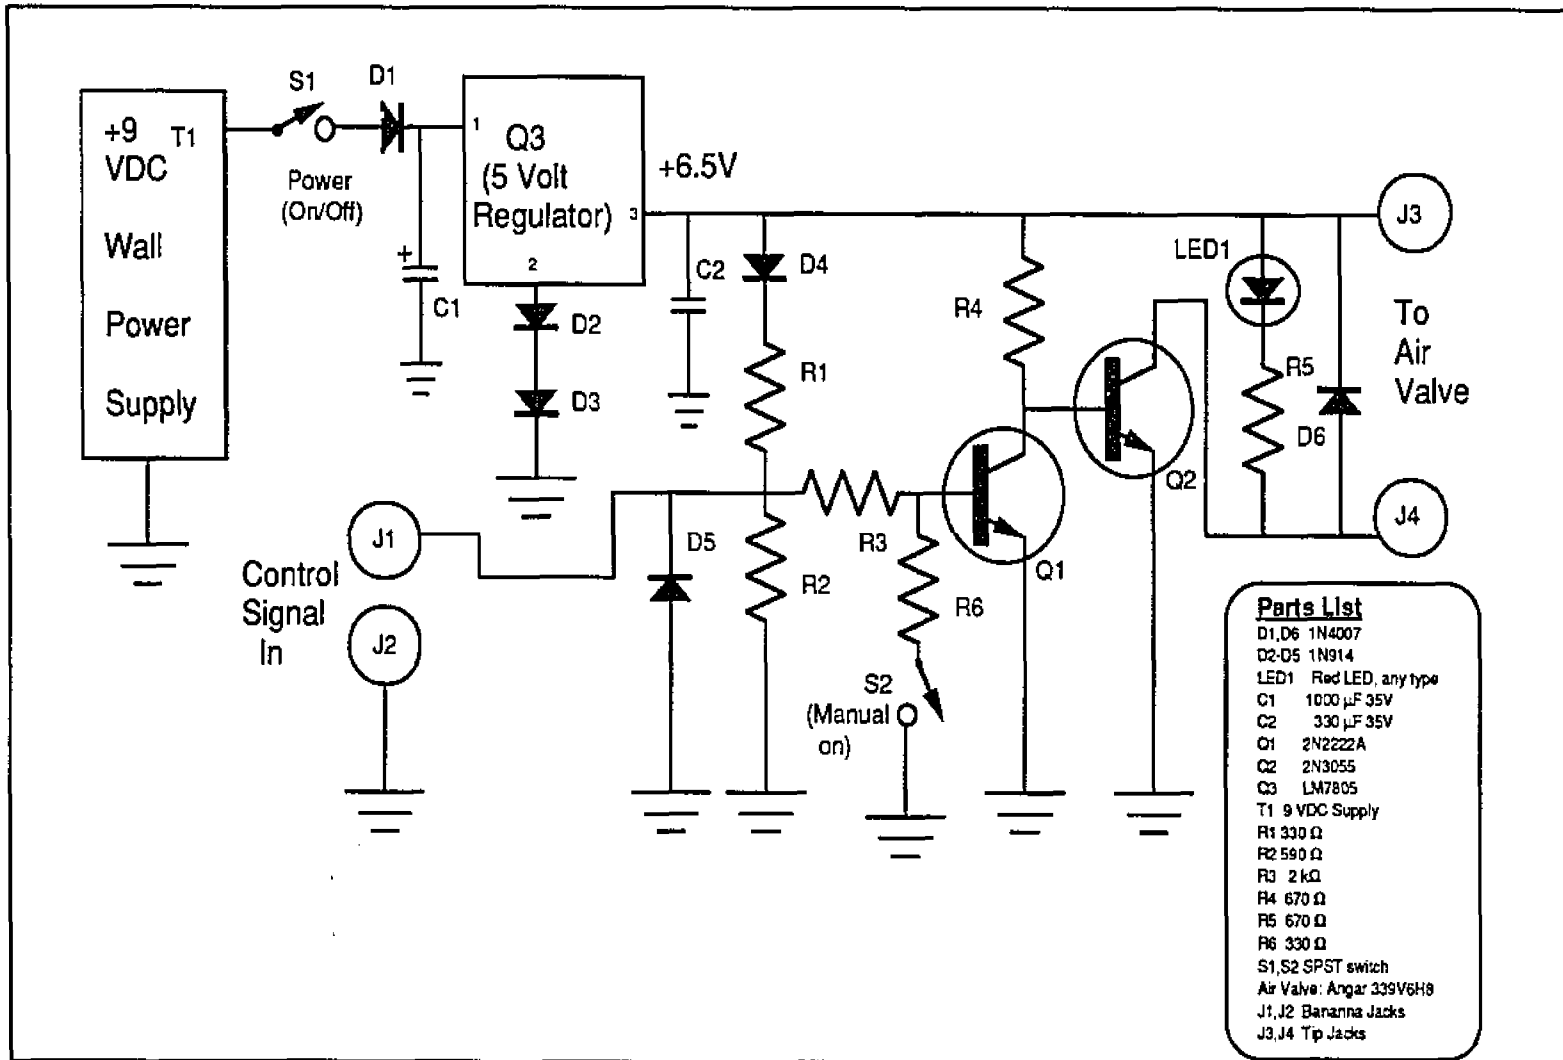 +9 T1
VDC
Wall
Power
Supply
S1
Power
(On/Off)
D1
+
C1
1
Q3
(5 Volt
Regulator)
3
2
+6.5V
D2
D3
C2
D4
R1
R2
R3
R4
D5
R6
S2
(Manual
on)
Q1
Q2
LED1
R5
D6
J3
To
Air
Valve
J4
J1
Control
Signal
In
J2
Parts List
D1,D6 1N4007
D2-D5 1N914
LED1 Red LED, any type
C1 1000 µF 35V
C2 330 µF 35V
Q1 2N2222A
Q2 2N3055
Q3 LM7805
T1 9 VDC Supply
R1 330 Ω
R2 590 Ω
R3 2 kΩ
R4 670 Ω
R5 670 Ω
R6 330 Ω
S1,S2 SPST switch
Air Valve: Angar 339V6H8
J1,J2 Bananna Jacks
J3,J4 Tip Jacks